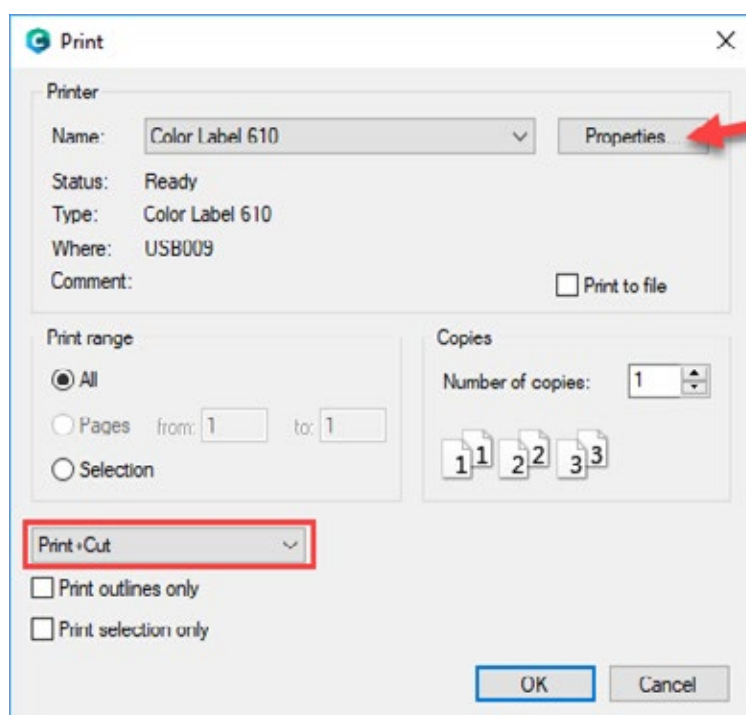 Print
Printer
Name: Color Label 610 Properties...
Status: Ready
Type: Color Label 610
Where: USB009
Comment: Print to file
Print range
All
Pages from: 1 to: 1
Selection
Copies
Number of copies: 1
1 1 2 2 3 3
Print+Cut
Print outlines only
Print selection only
OK Cancel